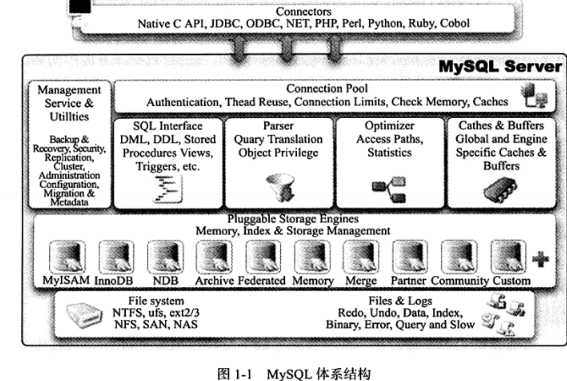 Connectors
Native C API, JDBC, ODBC, NET, PHP, Perl, Python, Ruby, Cobol
MySQL Server
Management
Service &
Utilities
Backup &
Recovery, Security,
Replication,
Cluster,
Administration
Configuration,
Migration &
Metadata
Connection Pool
Authentication, Thead Reuse, Connection Limits, Check Memory, Caches
SQL Interface
DML, DDL, Stored
Procedures Views,
Triggers, etc.
Parser
Quary Translation
Object Privilege
Optimizer
Access Paths,
Statistics
Cathes & Buffers
Global and Engine
Specific Caches &
Buffers
Pluggable Storage Engines
Memory, Index & Storage Management
MyISAM InnoDB NDB Archive Federated Memory Merge Partner Community Custom
File system
NTFS, ufs, ext2/3
NFS, SAN, NAS
Files & Logs
Redo, Undo, Data, Index,
Binary, Error, Query and Slow
图 1-1 MySQL 体系结构